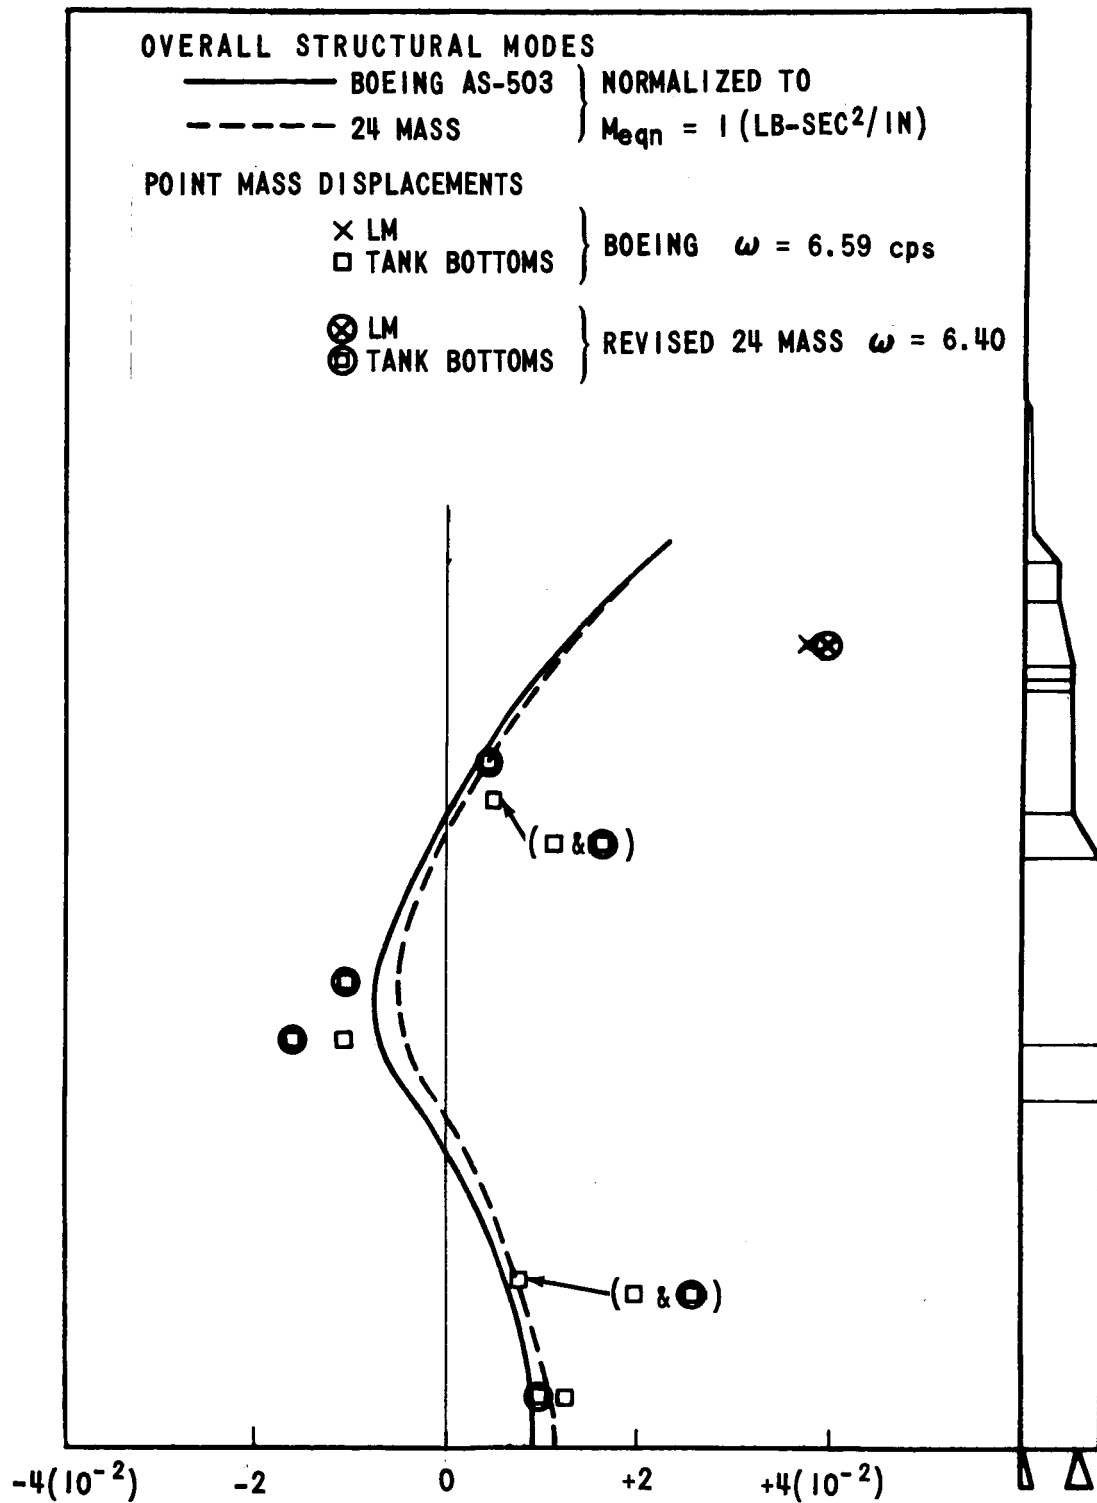 OVERALL STRUCTURAL MODES
BOEING AS-503
24 MASS
NORMALIZED TO
Meqn = 1 (LB-SEC²/IN)
POINT MASS DISPLACEMENTS
× LM
□ TANK BOTTOMS
BOEING ω = 6.59 cps
⊗ LM
TANK BOTTOMS
REVISED 24 MASS ω = 6.40
(□ & )
(□ & )
-4(10⁻²) -2 0 +2 +4(10⁻²)